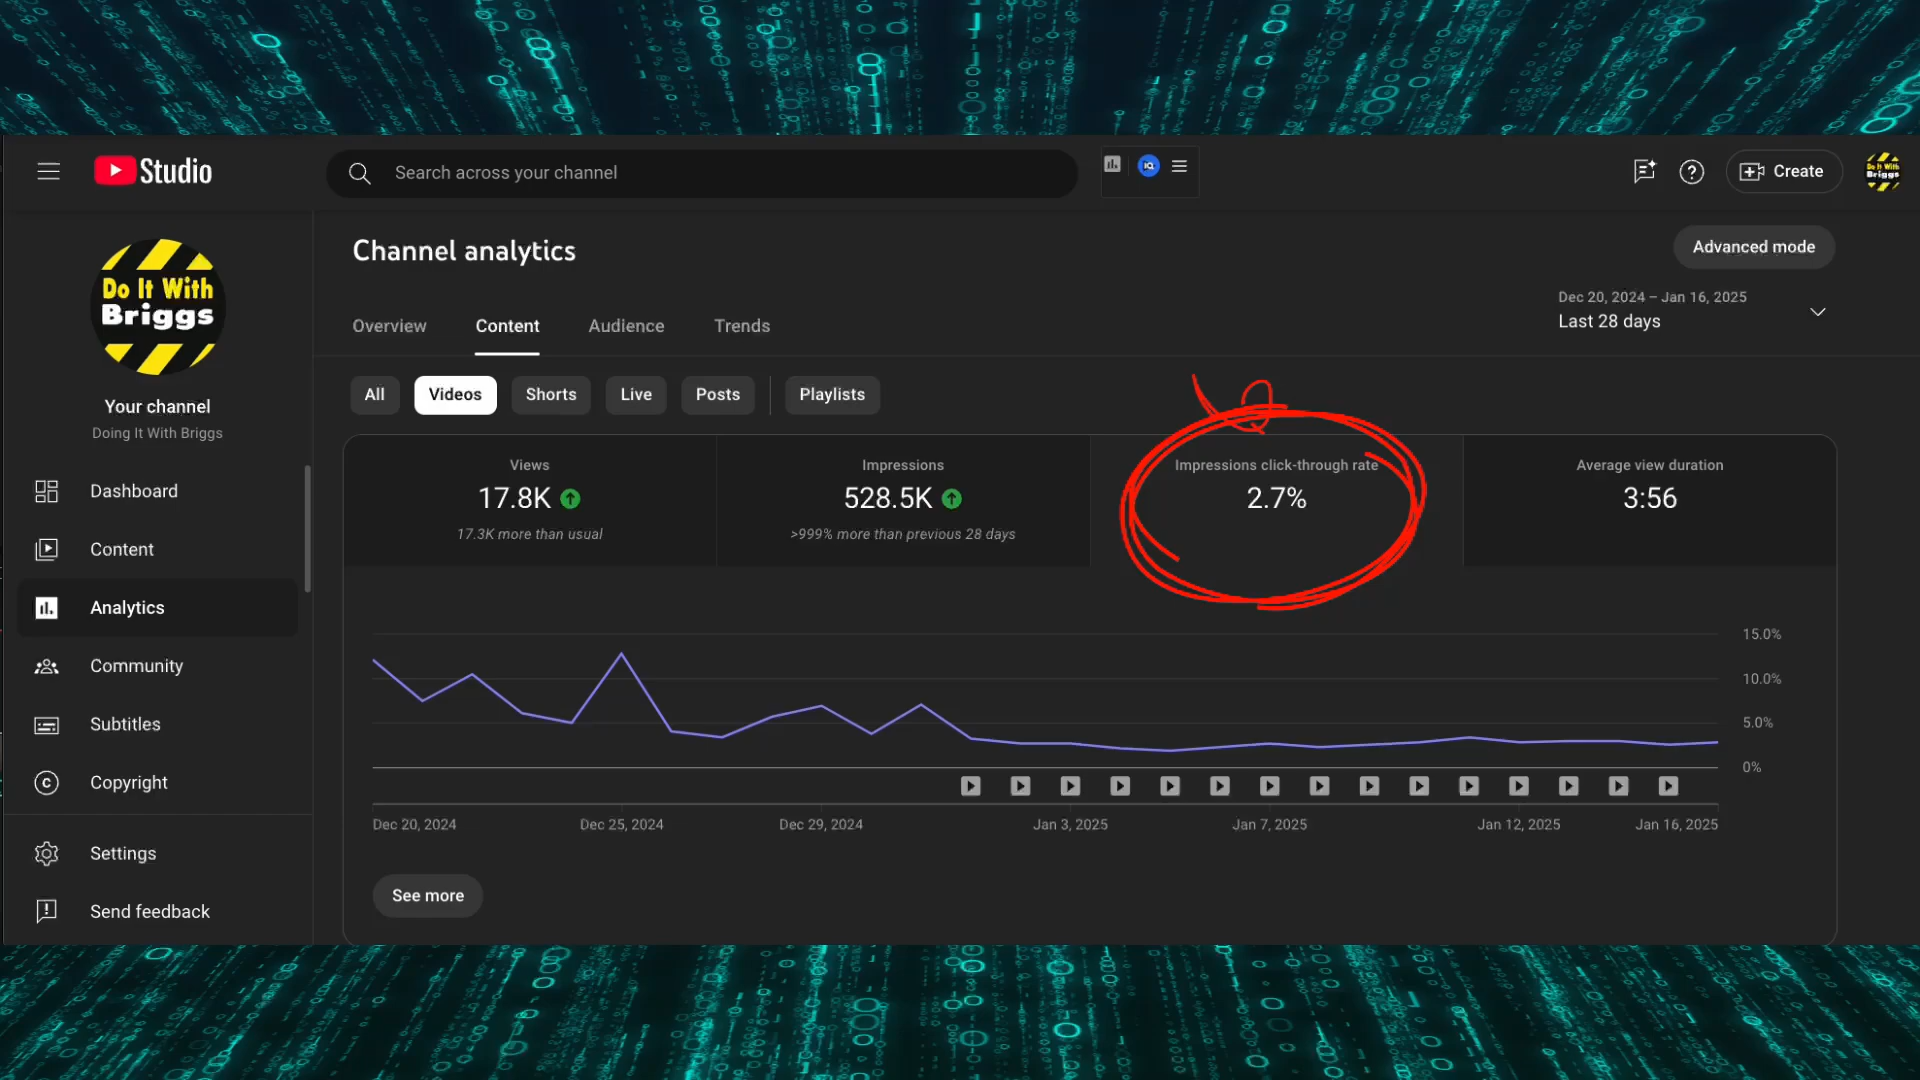 Studio
Search across your channel
IQ
Create
Do It With
Briggs
Do It With
Briggs
Your channel
Doing It With Briggs
Dashboard
Content
Analytics
Community
Subtitles
Copyright
Settings
Send feedback
Channel analytics
Advanced mode
Overview
Content
Audience
Trends
Dec 20, 2024 – Jan 16, 2025
Last 28 days
All
Videos
Shorts
Live
Posts
Playlists
Views
17.8K
17.3K more than usual
Impressions
528.5K
>999% more than previous 28 days
Impressions click-through rate
2.7%
Average view duration
3:56
15.0%
10.0%
5.0%
0%
Dec 20, 2024
Dec 25, 2024
Dec 29, 2024
Jan 3, 2025
Jan 7, 2025
Jan 12, 2025
Jan 16, 2025
See more